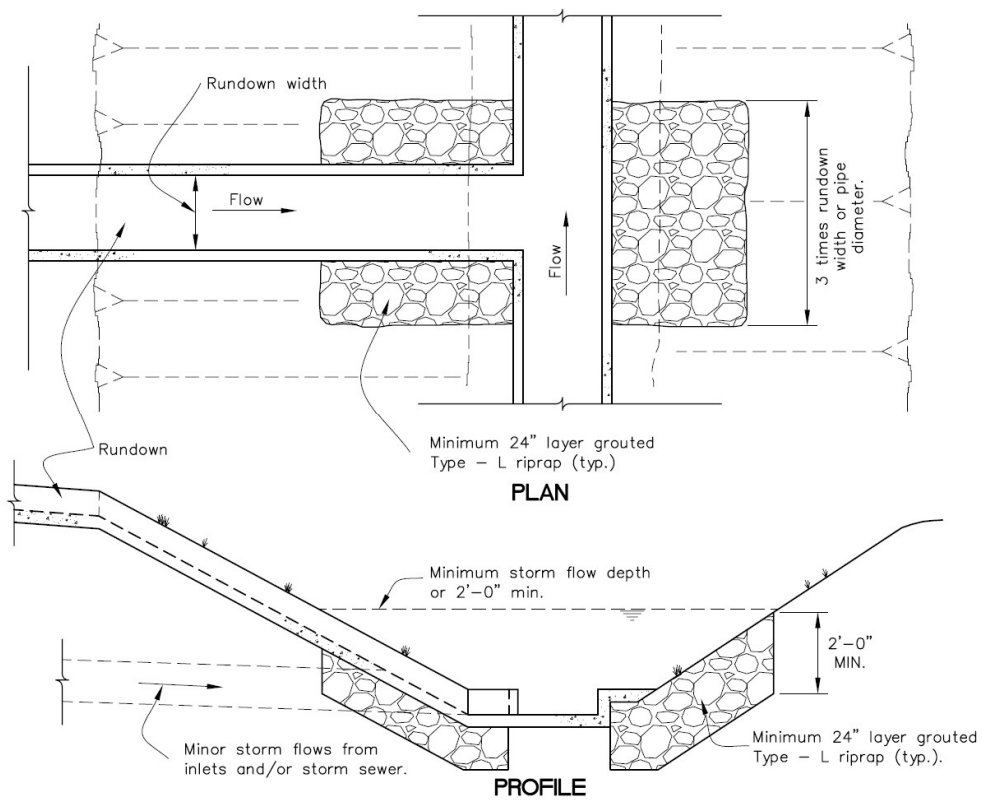 Rundown width
Flow
Flow
3 times rundown
width or pipe
diameter.
Rundown
Minimum 24" layer grouted
Type - L riprap (typ.)
PLAN
Minimum storm flow depth
or 2'-0" min.
2'-0"
MIN.
Minor storm flows from
inlets and/or storm sewer.
Minimum 24" layer grouted
Type - L riprap (typ.).
PROFILE